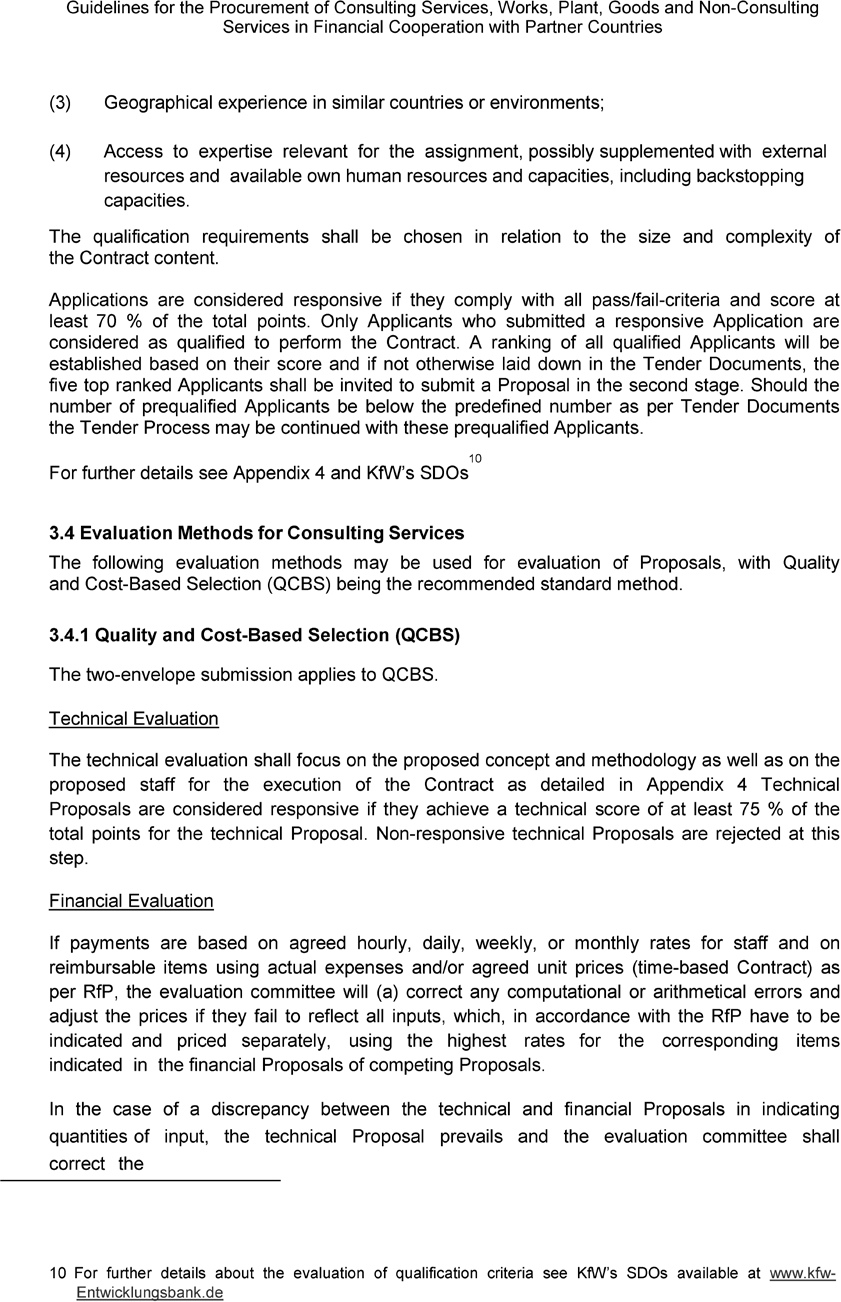 Guidelines for the Procurement of Consulting Services, Works, Plant, Goods and Non-Consulting
Services in Financial Cooperation with Partner Countries
(3) Geographical experience in similar countries or environments;
(4) Access to expertise relevant for the assignment, possibly supplemented with external
resources and available own human resources and capacities, including backstopping
capacities.
The qualification requirements shall be chosen in relation to the size and complexity of
the Contract content.
Applications are considered responsive if they comply with all pass/fail-criteria and score at
least 70 % of the total points. Only Applicants who submitted a responsive Application are
considered as qualified to perform the Contract. A ranking of all qualified Applicants will be
established based on their score and if not otherwise laid down in the Tender Documents, the
five top ranked Applicants shall be invited to submit a Proposal in the second stage. Should the
number of prequalified Applicants be below the predefined number as per Tender Documents
the Tender Process may be continued with these prequalified Applicants.
For further details see Appendix 4 and KfW's SDOs10
3.4 Evaluation Methods for Consulting Services
The following evaluation methods may be used for evaluation of Proposals, with Quality
and Cost-Based Selection (QCBS) being the recommended standard method.
3.4.1 Quality and Cost-Based Selection (QCBS)
The two-envelope submission applies to QCBS.
Technical Evaluation
The technical evaluation shall focus on the proposed concept and methodology as well as on the
proposed staff for the execution of the Contract as detailed in Appendix 4 Technical
Proposals are considered responsive if they achieve a technical score of at least 75 % of the
total points for the technical Proposal. Non-responsive technical Proposals are rejected at this
step.
Financial Evaluation
If payments are based on agreed hourly, daily, weekly, or monthly rates for staff and on
reimbursable items using actual expenses and/or agreed unit prices (time-based Contract) as
per RfP, the evaluation committee will (a) correct any computational or arithmetical errors and
adjust the prices if they fail to reflect all inputs, which, in accordance with the RfP have to be
indicated and priced separately, using the highest rates for the corresponding items
indicated in the financial Proposals of competing Proposals.
In the case of a discrepancy between the technical and financial Proposals in indicating
quantities of input, the technical Proposal prevails and the evaluation committee shall
correct the
10 For further details about the evaluation of qualification criteria see KfW's SDOs available at www.kfw-
Entwicklungsbank.de